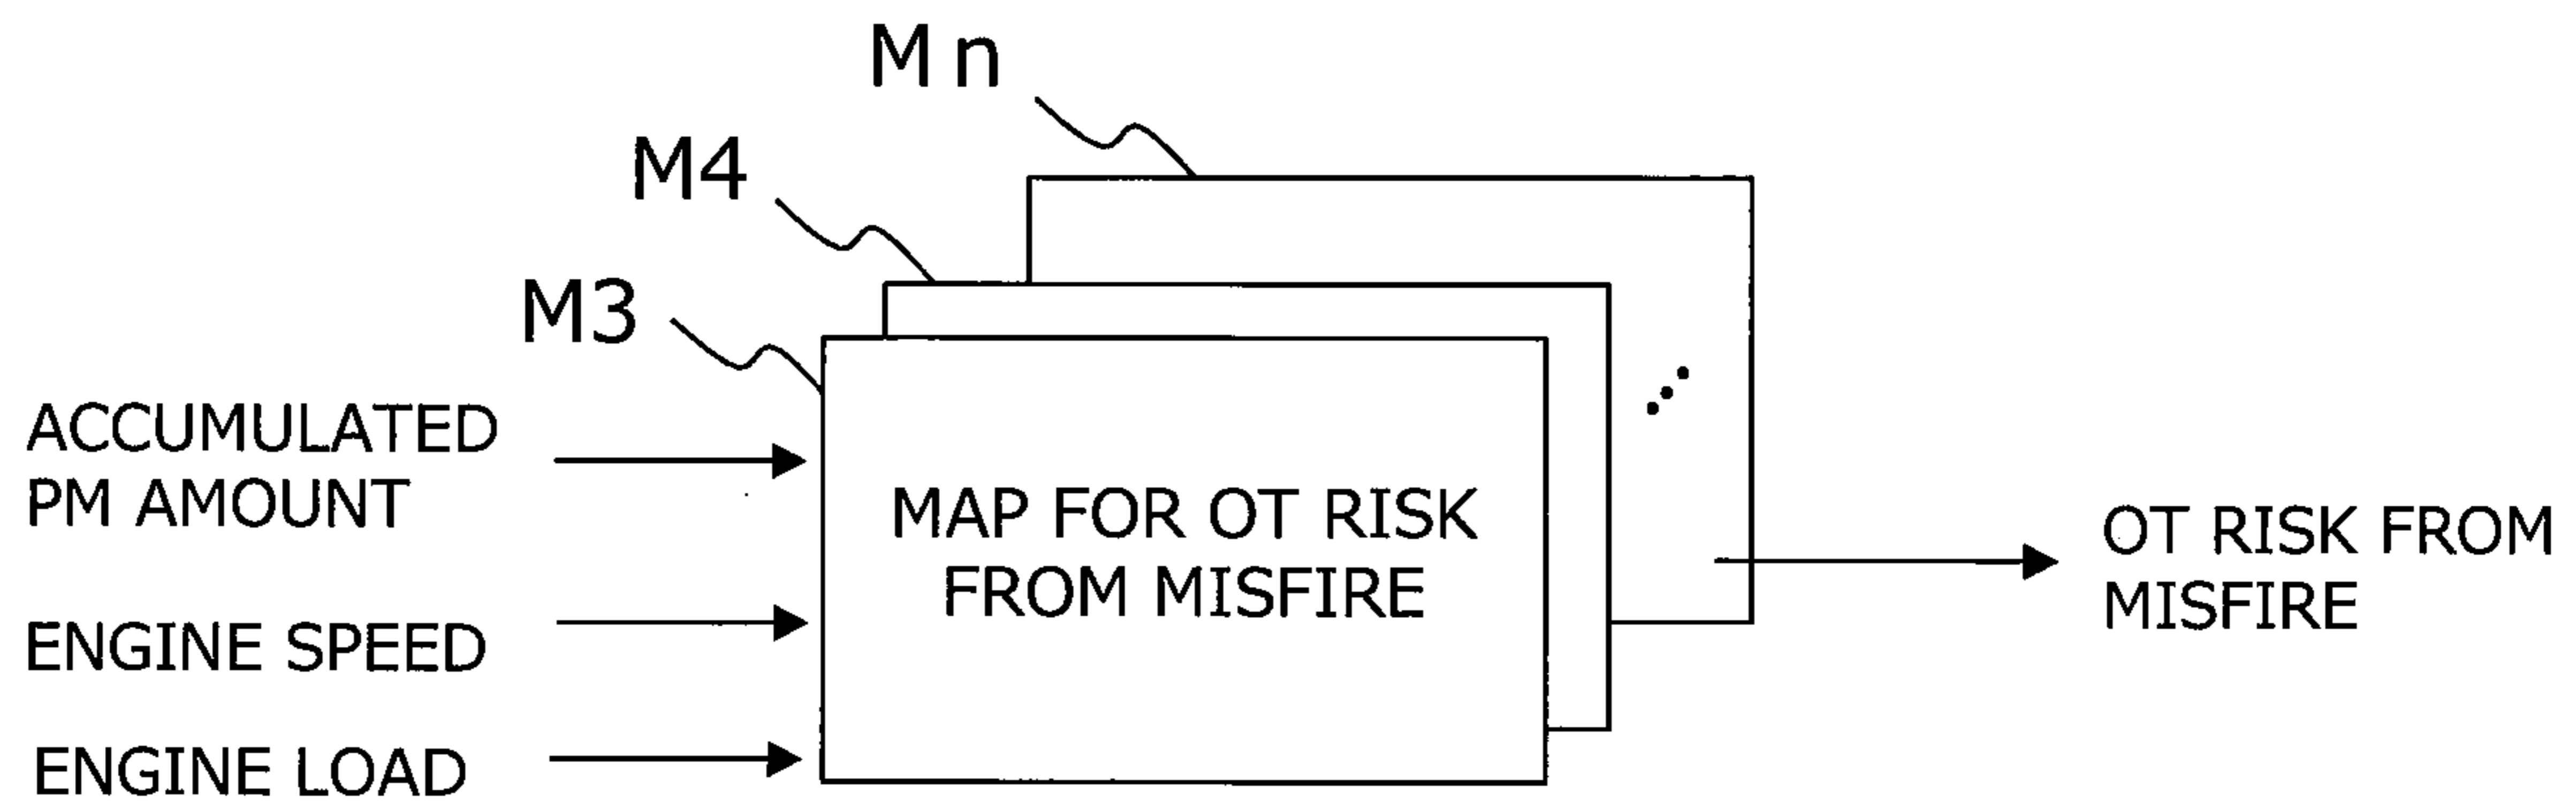 Mn
M4
M3
ACCUMULATED
PM AMOUNT
ENGINE SPEED
ENGINE LOAD
MAP FOR OT RISK
FROM MISFIRE
OT RISK FROM
MISFIRE